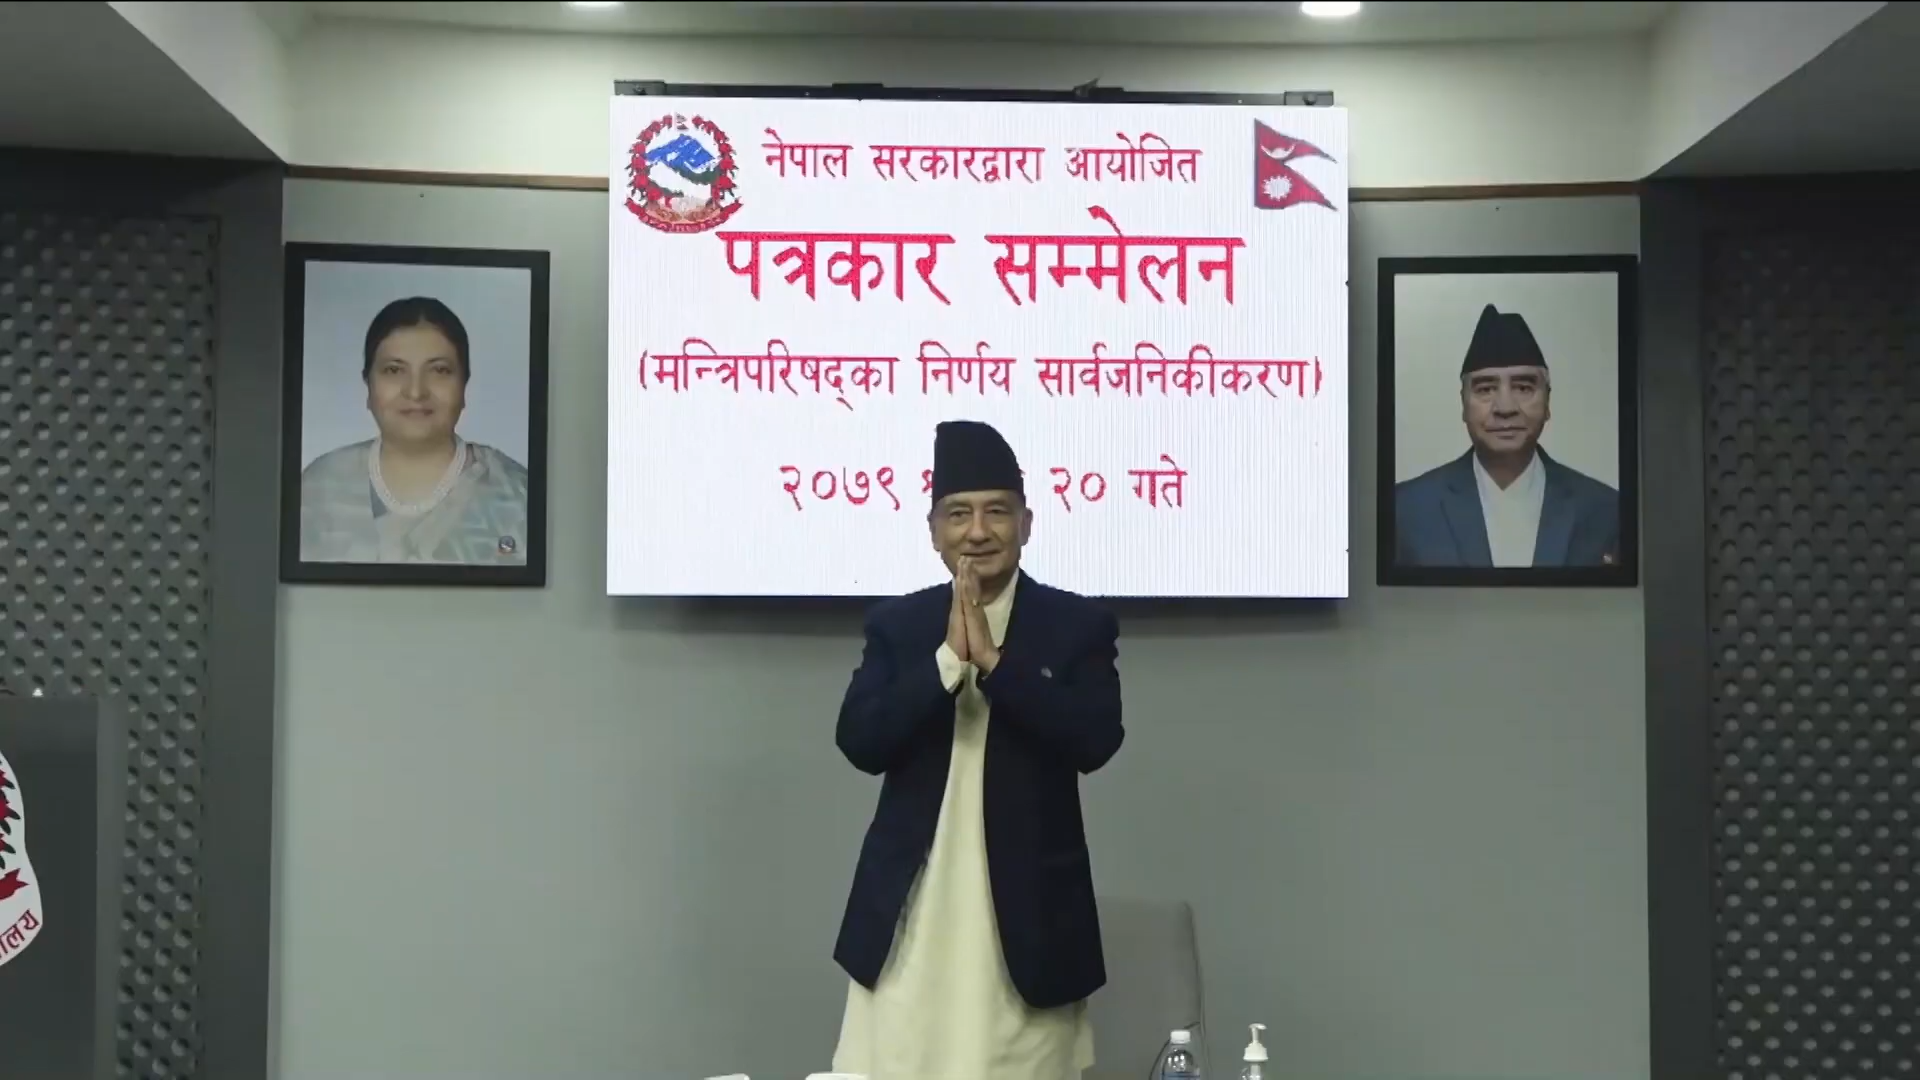 नेपाल सरकारद्वारा आयोजित
पत्रकार सम्मेलन
(मन्त्रिपरिषद्का निर्णय सार्वजनिकीकरण)
२०७९ २० गते